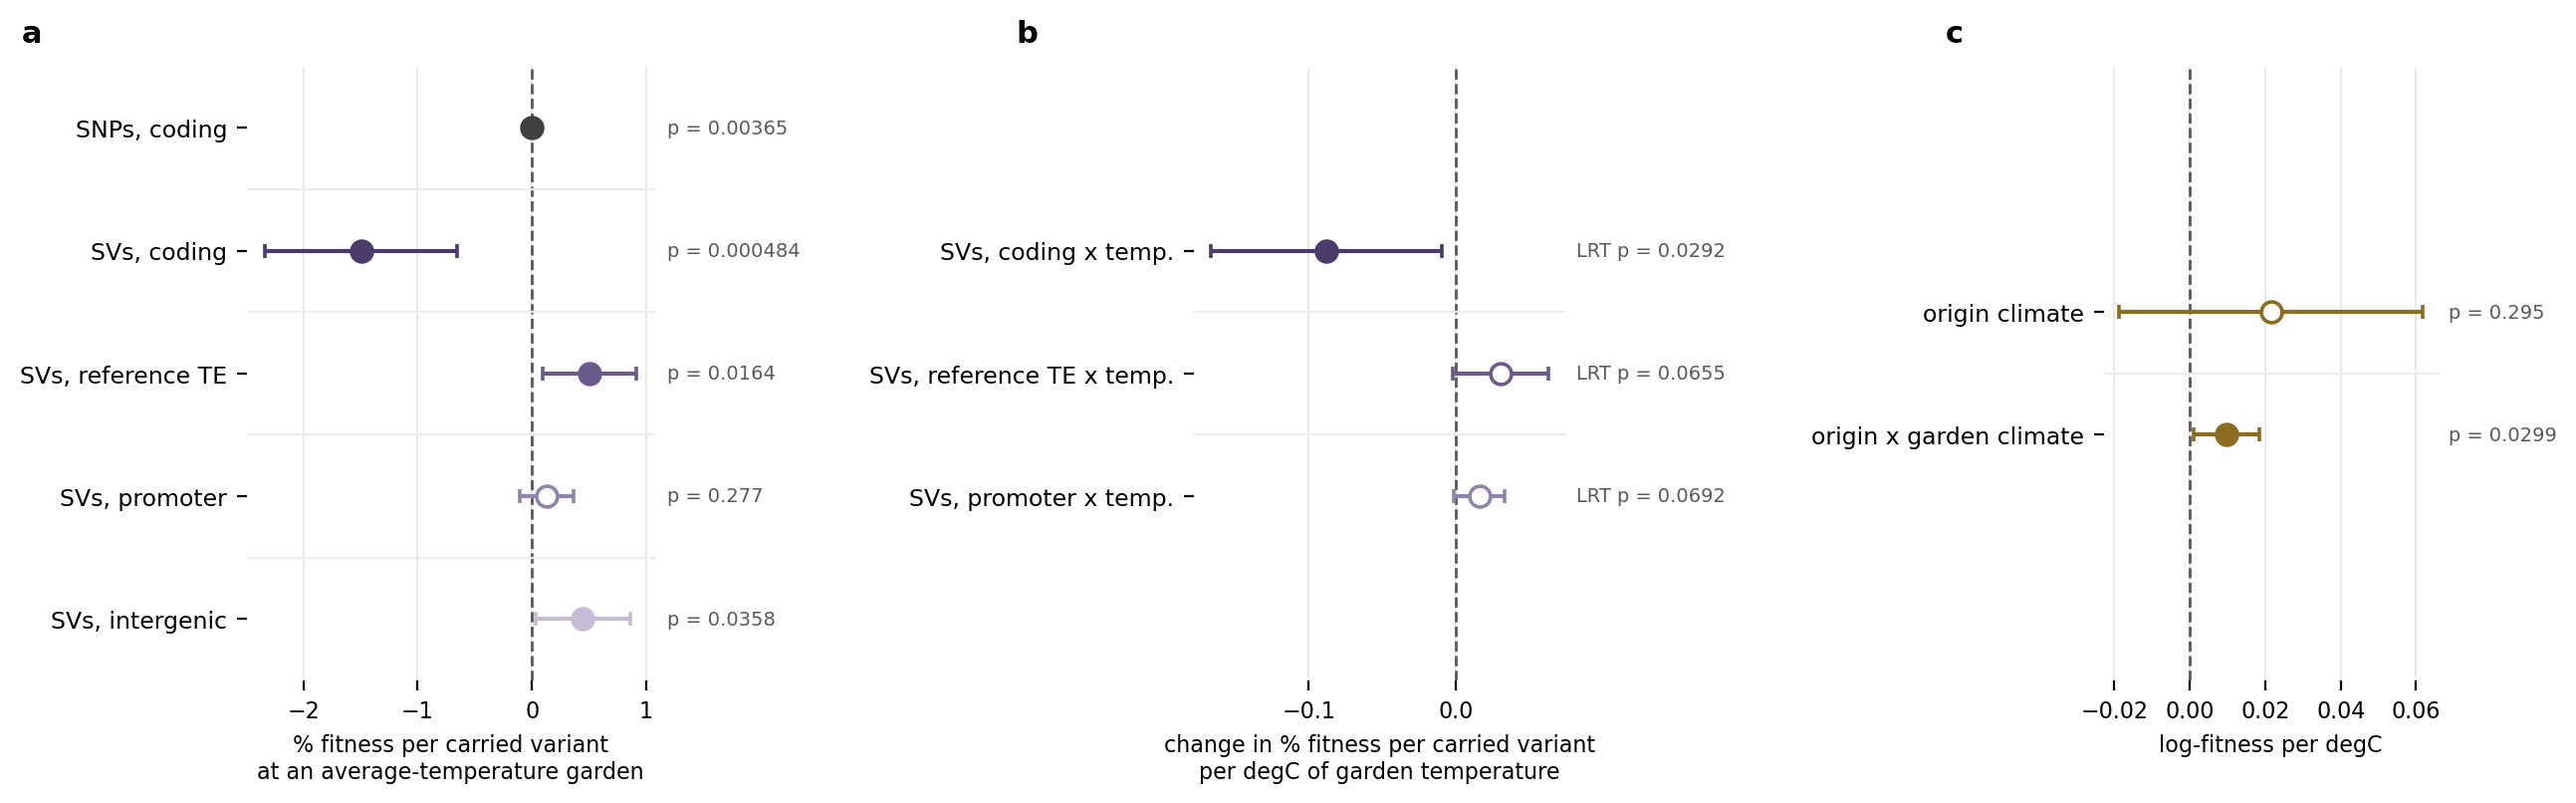 a
SNPs, coding
p = 0.00365
SVs, coding
p = 0.000484
SVs, reference TE
p = 0.0164
SVs, promoter
p = 0.277
SVs, intergenic
p = 0.0358
−2 −1 0 1
% fitness per carried variant
at an average-temperature garden
b
SVs, coding x temp.
LRT p = 0.0292
SVs, reference TE x temp.
LRT p = 0.0655
SVs, promoter x temp.
LRT p = 0.0692
−0.1 0.0
change in % fitness per carried variant
per degC of garden temperature
c
origin climate
p = 0.295
origin x garden climate
p = 0.0299
−0.02 0.00 0.02 0.04 0.06
log-fitness per degC